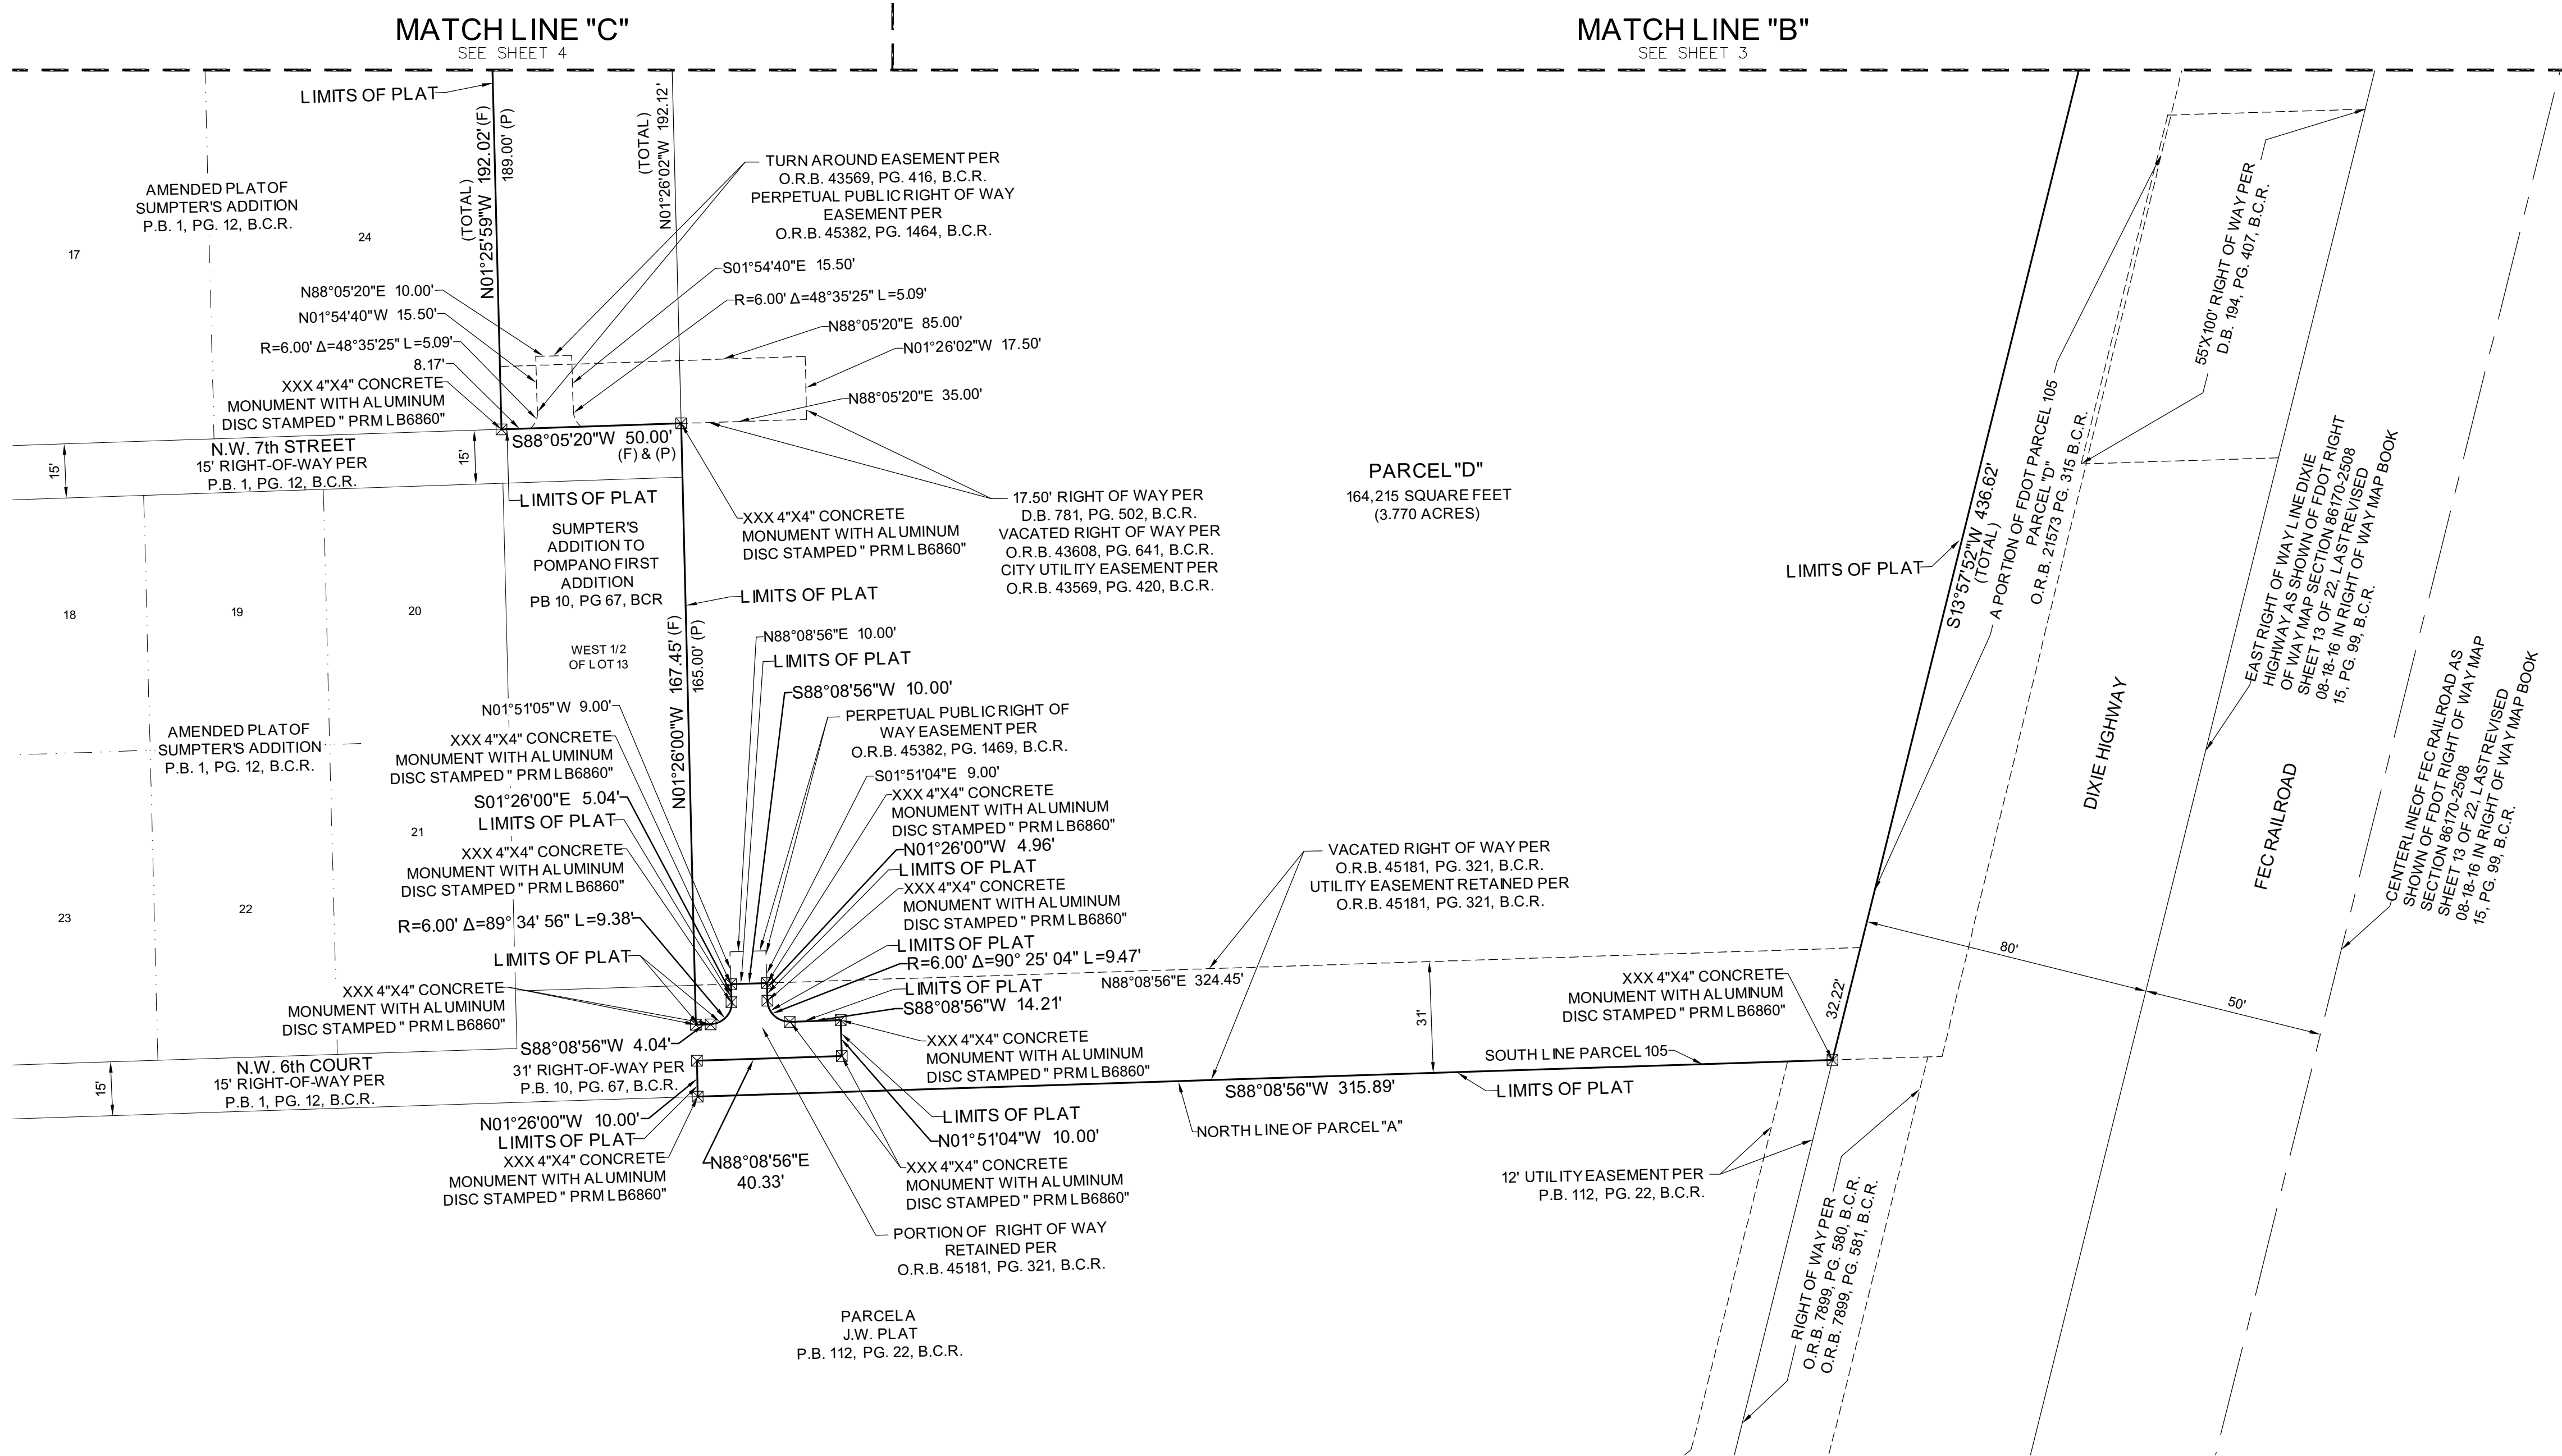 MATCH LINE "C"
SEE SHEET 4
MATCH LINE "B"
SEE SHEET 3
LIMITS OF PLAT
(TOTAL)
N01°25'59"W 192.02' (F)
189.00' (P)
(TOTAL)
N01°26'02"W 192.12'
AMENDED PLAT OF
SUMPTER'S ADDITION
P.B. 1, PG. 12, B.C.R.
17
24
TURN AROUND EASEMENT PER
O.R.B. 43569, PG. 416, B.C.R.
PERPETUAL PUBLIC RIGHT OF WAY
EASEMENT PER
O.R.B. 45382, PG. 1464, B.C.R.
S01°54'40"E 15.50'
R=6.00' Δ=48°35'25" L=5.09'
N88°05'20"E 85.00'
N01°26'02"W 17.50'
N88°05'20"E 35.00'
N88°05'20"E 10.00'
N01°54'40"W 15.50'
R=6.00' Δ=48°35'25" L=5.09'
8.17'
XXX 4"X4" CONCRETE
MONUMENT WITH ALUMINUM
DISC STAMPED " PRM LB6860"
N.W. 7th STREET
15' RIGHT-OF-WAY PER
P.B. 1, PG. 12, B.C.R.
15'
15'
S88°05'20"W 50.00'
(F) & (P)
LIMITS OF PLAT
SUMPTER'S
ADDITION TO
POMPANO FIRST
ADDITION
PB 10, PG 67, BCR
WEST 1/2
OF LOT 13
XXX 4"X4" CONCRETE
MONUMENT WITH ALUMINUM
DISC STAMPED " PRM LB6860"
17.50' RIGHT OF WAY PER
D.B. 781, PG. 502, B.C.R.
VACATED RIGHT OF WAY PER
O.R.B. 43608, PG. 641, B.C.R.
CITY UTILITY EASEMENT PER
O.R.B. 43569, PG. 420, B.C.R.
PARCEL "D"
164,215 SQUARE FEET
(3.770 ACRES)
LIMITS OF PLAT
S13°57'52"W 436.62'
(TOTAL)
A PORTION OF FDOT PARCEL 105
PARCEL "D"
O.R.B. 21573 PG. 315 B.C.R.
55'X100' RIGHT OF WAY PER
D.B. 194, PG. 407, B.C.R.
EAST RIGHT OF WAY LINE DIXIE
HIGHWAY AS SHOWN OF FDOT RIGHT
OF WAY MAP SECTION 86170-2508
SHEET 13 OF 22, LAST REVISED
08-18-16 IN RIGHT OF WAY MAP BOOK
15, PG. 99, B.C.R.
CENTERLINE OF FEC RAILROAD AS
SHOWN OF FDOT RIGHT OF WAY MAP
SECTION 86170-2508
SHEET 13 OF 22, LAST REVISED
08-18-16 IN RIGHT OF WAY MAP BOOK
15, PG. 99, B.C.R.
DIXIE HIGHWAY
FEC RAILROAD
80'
50'
18
19
20
AMENDED PLAT OF
SUMPTER'S ADDITION
P.B. 1, PG. 12, B.C.R.
21
22
23
LIMITS OF PLAT
N01°26'00"W 167.45' (F)
165.00' (P)
N88°08'56"E 10.00'
LIMITS OF PLAT
S88°08'56"W 10.00'
PERPETUAL PUBLIC RIGHT OF
WAY EASEMENT PER
O.R.B. 45382, PG. 1469, B.C.R.
S01°51'04"E 9.00'
XXX 4"X4" CONCRETE
MONUMENT WITH ALUMINUM
DISC STAMPED " PRM LB6860"
N01°26'00"W 4.96'
LIMITS OF PLAT
XXX 4"X4" CONCRETE
MONUMENT WITH ALUMINUM
DISC STAMPED " PRM LB6860"
LIMITS OF PLAT
R=6.00' Δ=90° 25' 04" L=9.47'
LIMITS OF PLAT
S88°08'56"W 14.21'
XXX 4"X4" CONCRETE
MONUMENT WITH ALUMINUM
DISC STAMPED " PRM LB6860"
N01°51'05"W 9.00'
XXX 4"X4" CONCRETE
MONUMENT WITH ALUMINUM
DISC STAMPED " PRM LB6860"
S01°26'00"E 5.04'
LIMITS OF PLAT
XXX 4"X4" CONCRETE
MONUMENT WITH ALUMINUM
DISC STAMPED " PRM LB6860"
R=6.00' Δ=89° 34' 56" L=9.38'
LIMITS OF PLAT
XXX 4"X4" CONCRETE
MONUMENT WITH ALUMINUM
DISC STAMPED " PRM LB6860"
S88°08'56"W 4.04'
31' RIGHT-OF-WAY PER
P.B. 10, PG. 67, B.C.R.
N.W. 6th COURT
15' RIGHT-OF-WAY PER
P.B. 1, PG. 12, B.C.R.
15'
N01°26'00"W 10.00'
LIMITS OF PLAT
XXX 4"X4" CONCRETE
MONUMENT WITH ALUMINUM
DISC STAMPED " PRM LB6860"
N88°08'56"E
40.33'
LIMITS OF PLAT
N01°51'04"W 10.00'
XXX 4"X4" CONCRETE
MONUMENT WITH ALUMINUM
DISC STAMPED " PRM LB6860"
PORTION OF RIGHT OF WAY
RETAINED PER
O.R.B. 45181, PG. 321, B.C.R.
PARCEL A
J.W. PLAT
P.B. 112, PG. 22, B.C.R.
VACATED RIGHT OF WAY PER
O.R.B. 45181, PG. 321, B.C.R.
UTILITY EASEMENT RETAINED PER
O.R.B. 45181, PG. 321, B.C.R.
N88°08'56"E 324.45'
31'
XXX 4"X4" CONCRETE
MONUMENT WITH ALUMINUM
DISC STAMPED " PRM LB6860"
32.22'
SOUTH LINE PARCEL 105
S88°08'56"W 315.89'
LIMITS OF PLAT
NORTH LINE OF PARCEL "A"
12' UTILITY EASEMENT PER
P.B. 112, PG. 22, B.C.R.
RIGHT OF WAY PER
O.R.B. 7899, PG. 580, B.C.R.
O.R.B. 7899, PG. 581, B.C.R.